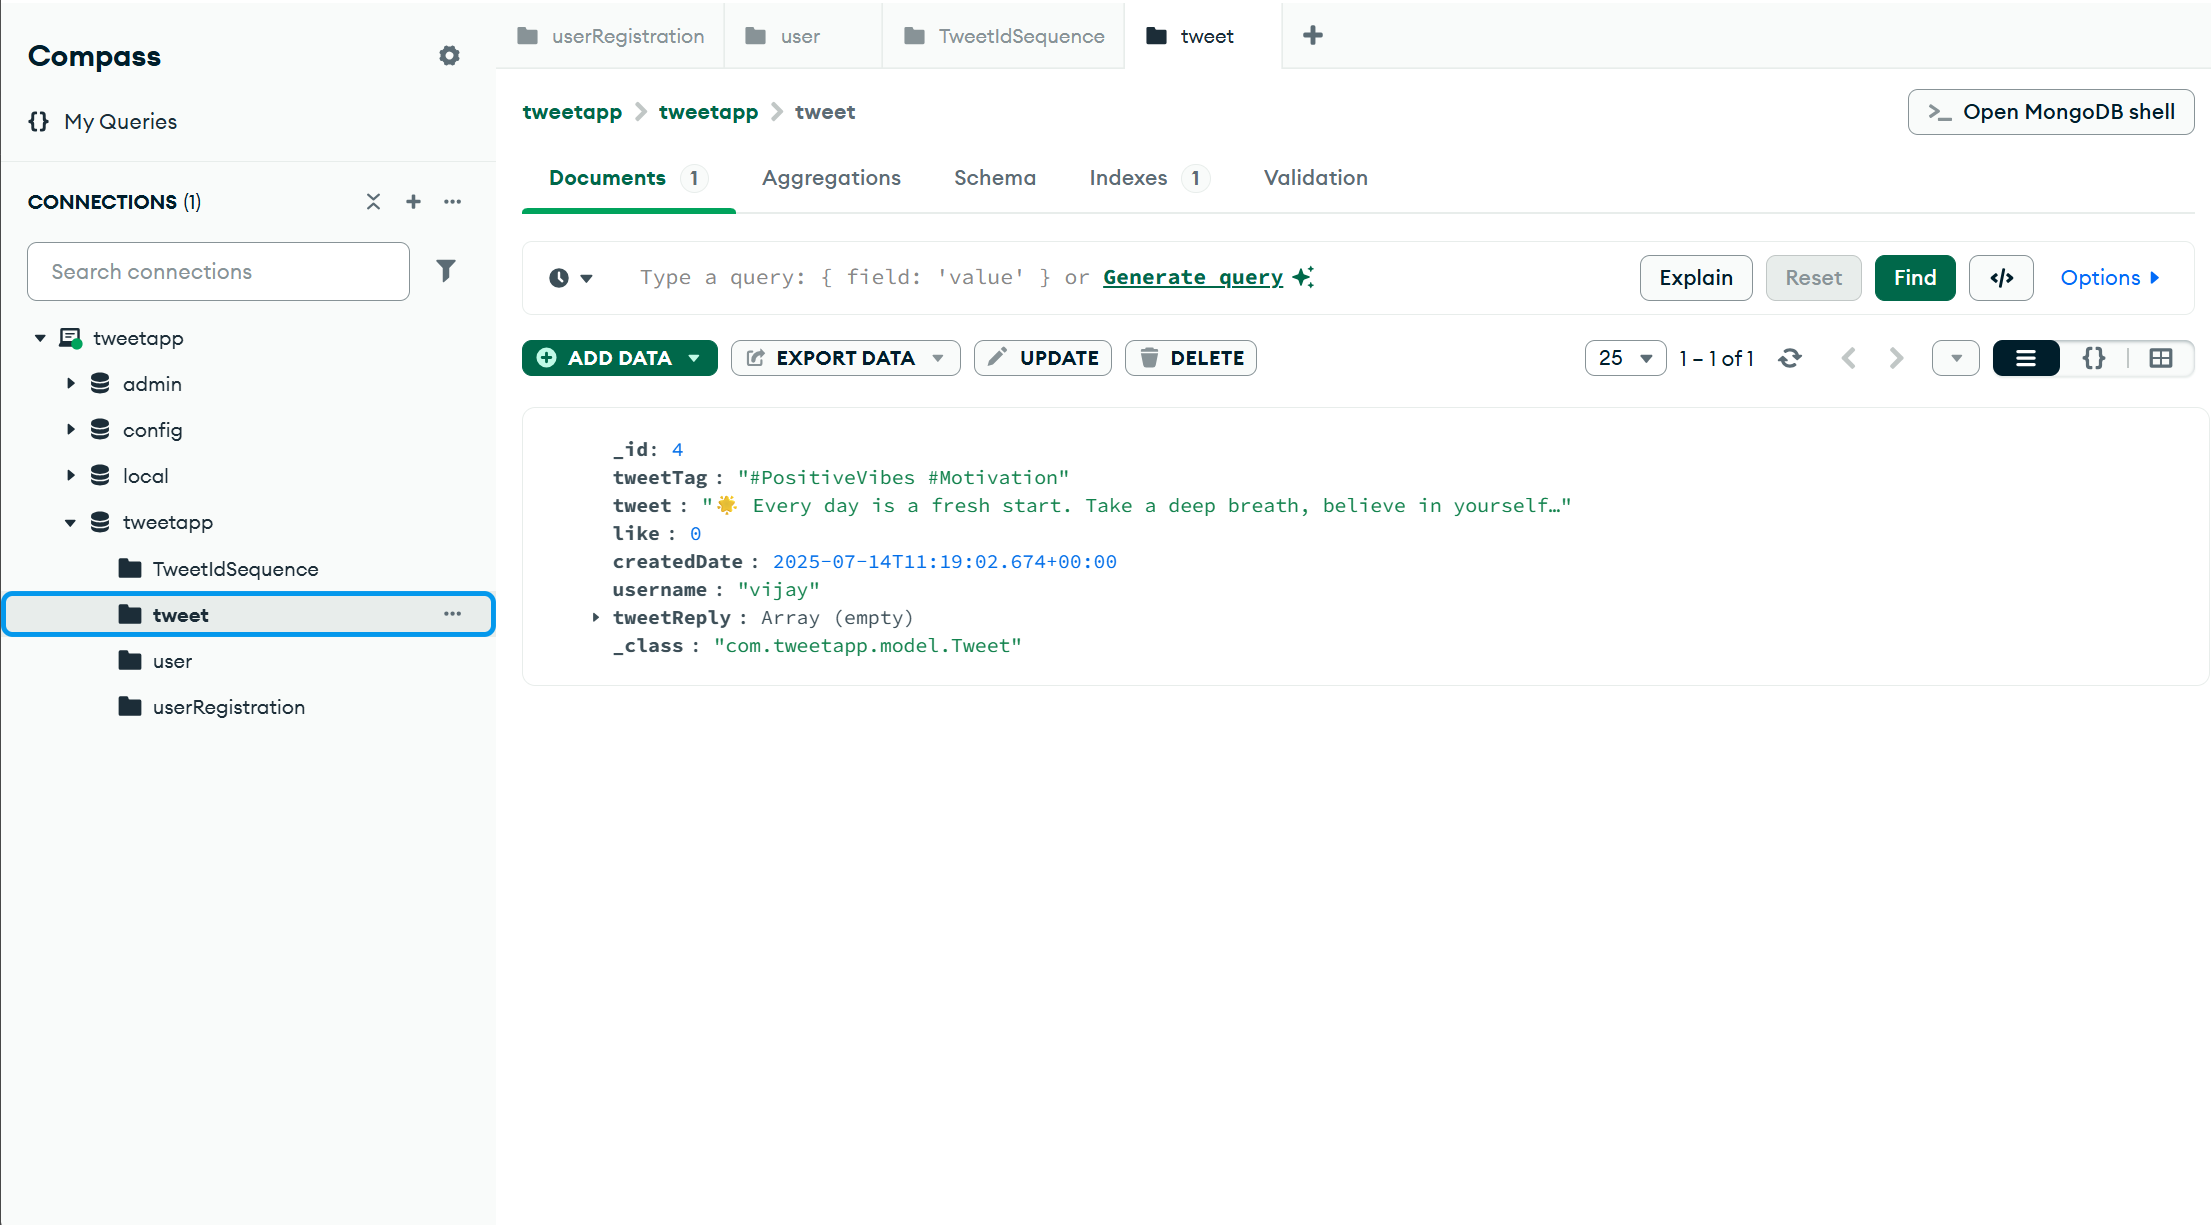 Compass
My Queries
CONNECTIONS (1)
Search connections
tweetapp
admin
config
local
tweetapp
TweetIdSequence
tweet
user
userRegistration
userRegistration user TweetIdSequence tweet
tweetapp tweetapp tweet
Open MongoDB shell
Documents 1 Aggregations Schema Indexes 1 Validation
Type a query: { field: 'value' } or Generate query
Explain Reset Find </> Options
ADD DATA EXPORT DATA UPDATE DELETE
25 1 – 1 of 1
_id: 4
tweetTag : "#PositiveVibes #Motivation"
tweet : "🌟 Every day is a fresh start. Take a deep breath, believe in yourself…"
like : 0
createdDate : 2025-07-14T11:19:02.674+00:00
username : "vijay"
tweetReply : Array (empty)
_class : "com.tweetapp.model.Tweet"